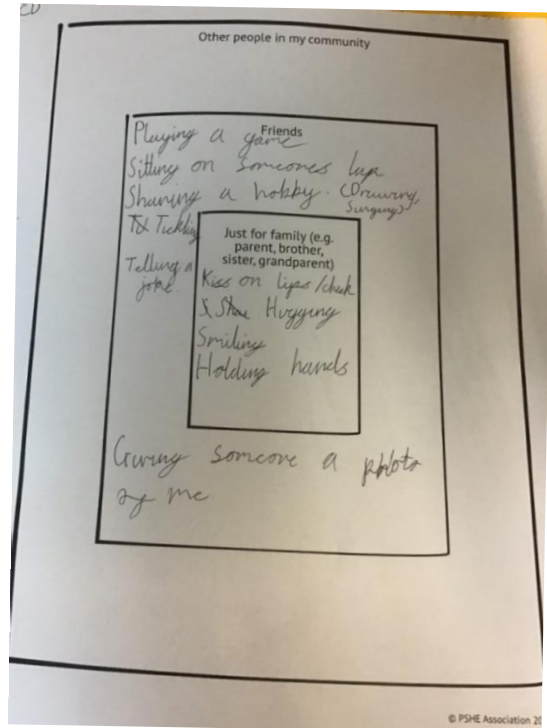 CD
Other people in my community
Friends
Playing a game
Sitting on someones lap
Sharing a hobby. (Drawing,
Singing)
Tickling
Telling a
joke.
Just for family (e.g.
parent, brother,
sister, grandparent)
Kiss on lips/cheek
Hugging
Smiling
Holding hands
Giving someone a photo
of me
© PSHE Association 20